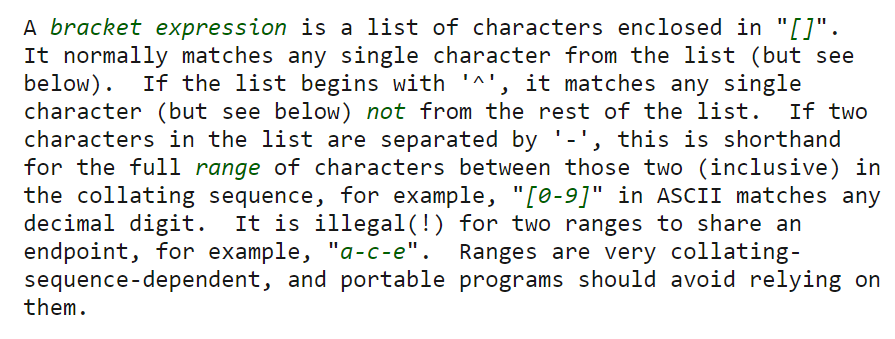 A bracket expression is a list of characters enclosed in "[]".
It normally matches any single character from the list (but see
below).  If the list begins with '^', it matches any single
character (but see below) not from the rest of the list.  If two
characters in the list are separated by '-', this is shorthand
for the full range of characters between those two (inclusive) in
the collating sequence, for example, "[0-9]" in ASCII matches any
decimal digit.  It is illegal(!) for two ranges to share an
endpoint, for example, "a-c-e".  Ranges are very collating-
sequence-dependent, and portable programs should avoid relying on
them.